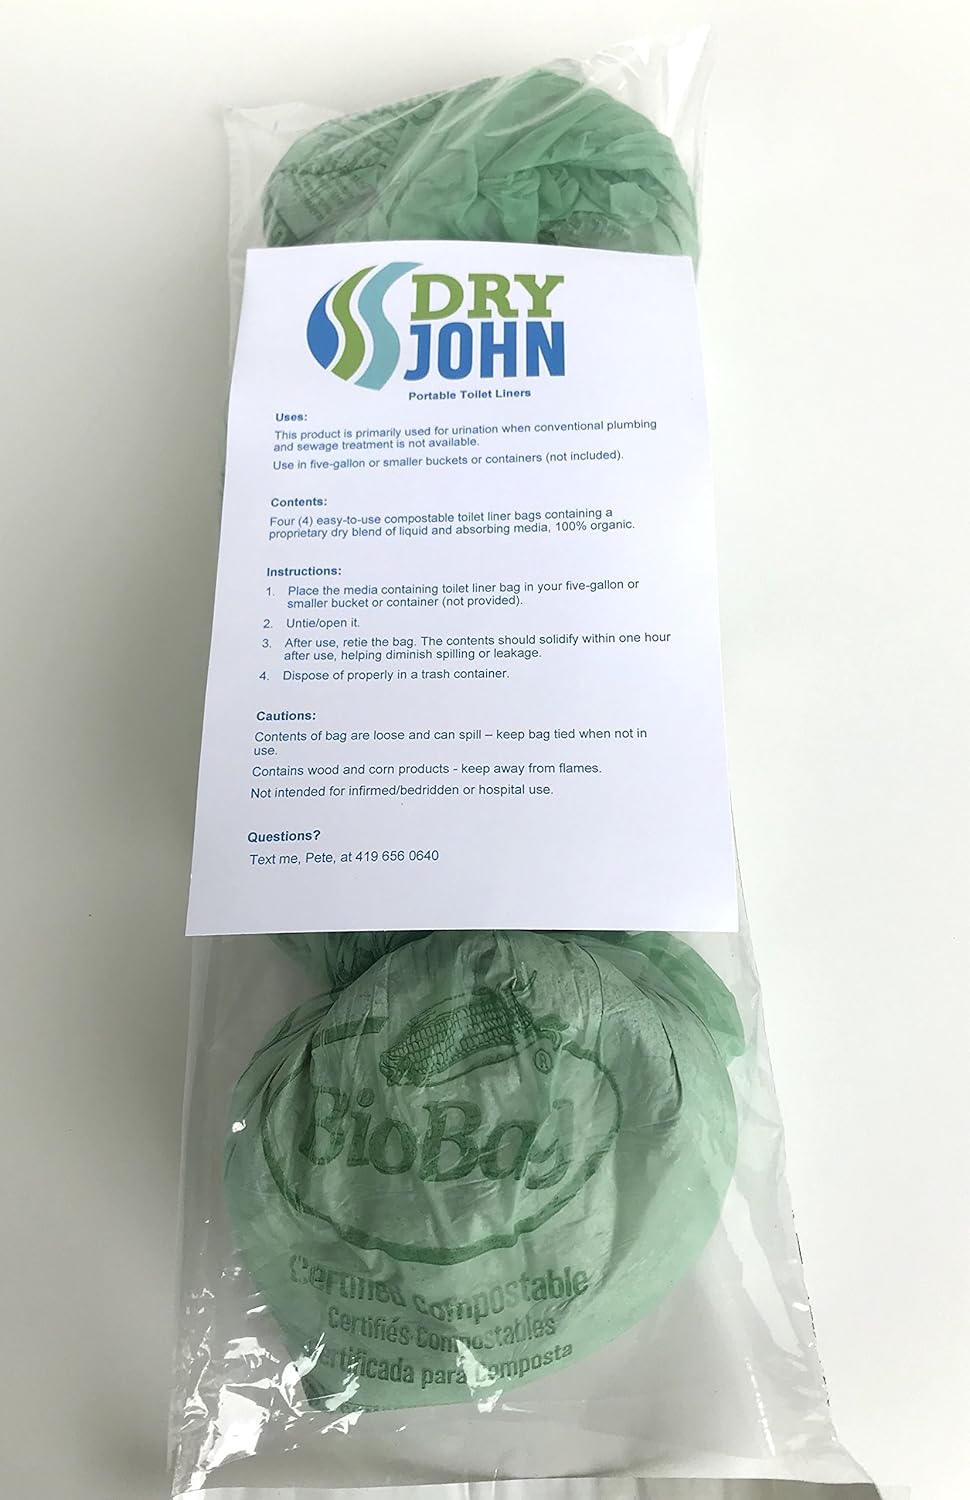 DRY
JOHN
Portable Toilet Liners
Uses:
This product is primarily used for urination when conventional plumbing
and sewage treatment is not available.
Use in five-gallon or smaller buckets or containers (not included).
Contents:
Four (4) easy-to-use compostable toilet liner bags containing a
proprietary dry blend of liquid and absorbing media, 100% organic.
Instructions:
1. Place the media containing toilet liner bag in your five-gallon or
smaller bucket or container (not provided).
2. Untie/open it.
3. After use, retie the bag. The contents should solidify within one hour
after use, helping diminish spilling or leakage.
4. Dispose of properly in a trash container.
Cautions:
Contents of bag are loose and can spill – keep bag tied when not in
use.
Contains wood and corn products - keep away from flames.
Not intended for infirmed/bedridden or hospital use.
Questions?
Text me, Pete, at 419 656 0640
®
BioBag
Certified compostable
Certifiés Compostables
Certificada para Composta